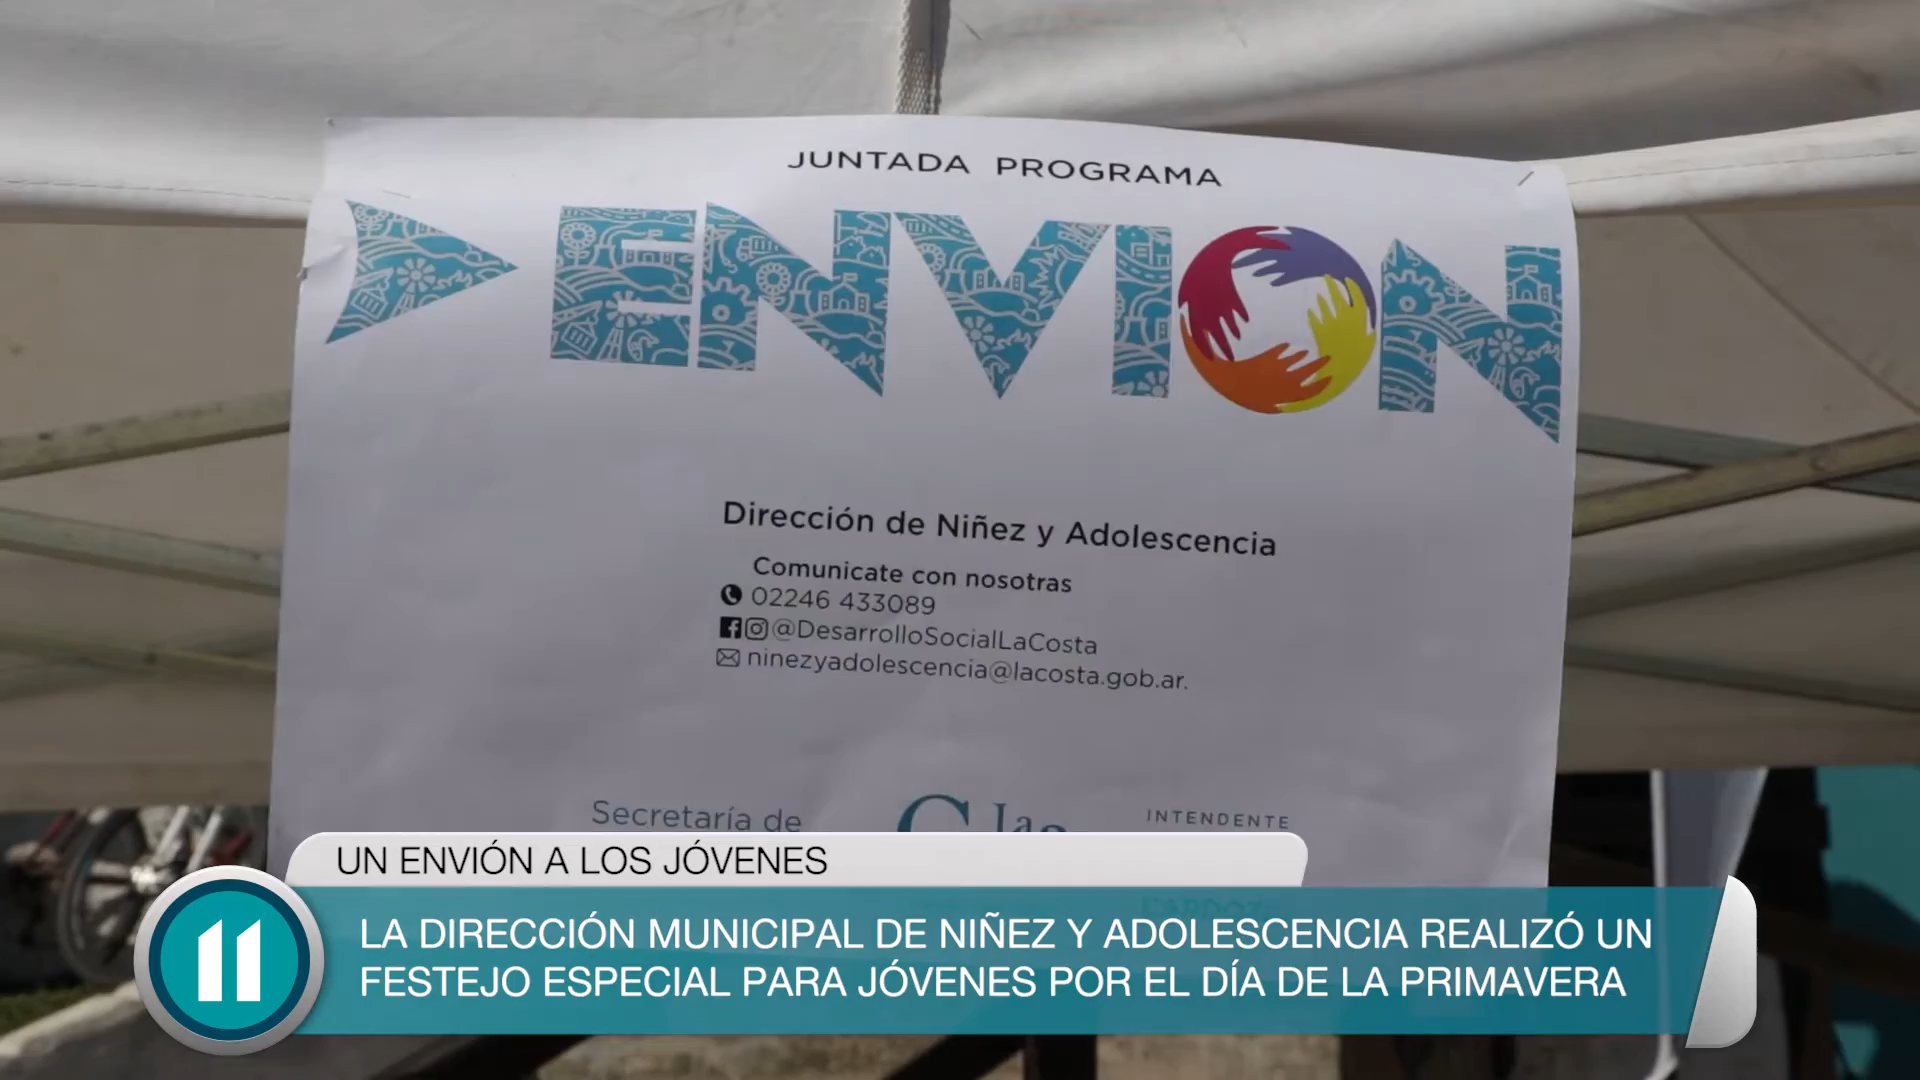 JUNTADA PROGRAMA
ENVION
Dirección de Niñez y Adolescencia
Comunicate con nosotras
02246 433089
@DesarrolloSocialLaCosta
ninezyadolescencia@lacosta.gob.ar.
Secretaría de
la
INTENDENTE
UN ENVIÓN A LOS JÓVENES
11
LA DIRECCIÓN MUNICIPAL DE NIÑEZ Y ADOLESCENCIA REALIZÓ UN
FESTEJO ESPECIAL PARA JÓVENES POR EL DÍA DE LA PRIMAVERA